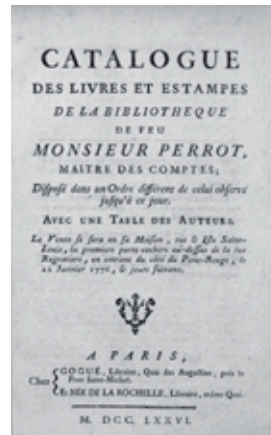 CATALOGUE
DES LIVRES ET ESTAMPES
DE LA BIBLIOTHEQUE
DE FEU
MONSIEUR PERROT,
MAITRE DES COMPTES;
Disposé dans un Ordre différent de celui observé
jusqu'à ce jour.
AVEC UNE TABLE DES AUTEURS.
La Vente se fera en sa Maison, rue & Isle Saint-
Louis, la premiere porte cochere au-dessus de la rue
Regratiere, en entrant du côté du Pont-Rouge, le
22 Janvier 1776, & jours suivans.
A PARIS,
Chez
GOGUÉ, Libraire, Quai des Augustins, près le
Pont Saint-Michel.
& NÉE DE LA ROCHELLE, Libraire, même Quai.
M. DCC. LXXVI.